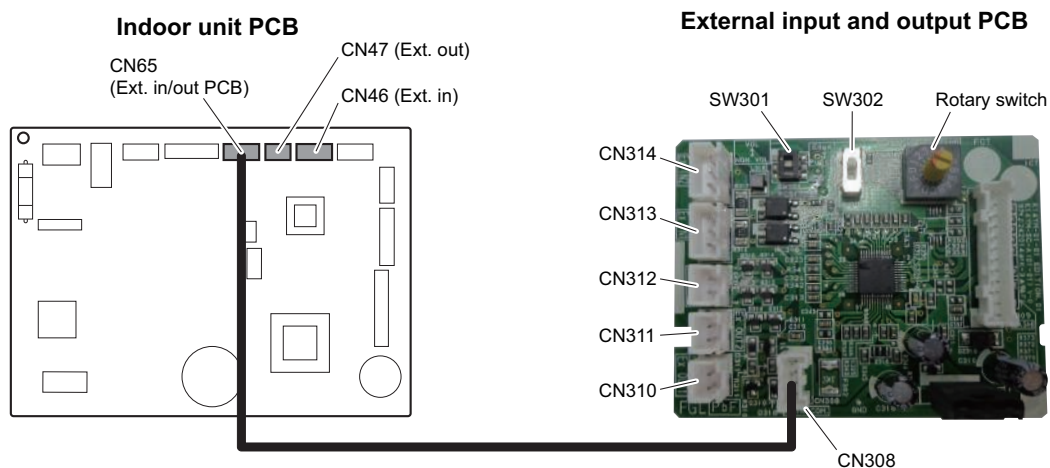 Indoor unit PCB
External input and output PCB
CN65
(Ext. in/out PCB)
CN47 (Ext. out)
CN46 (Ext. in)
SW301
SW302
Rotary switch
CN314
CN313
CN312
CN311
CN310
CN308